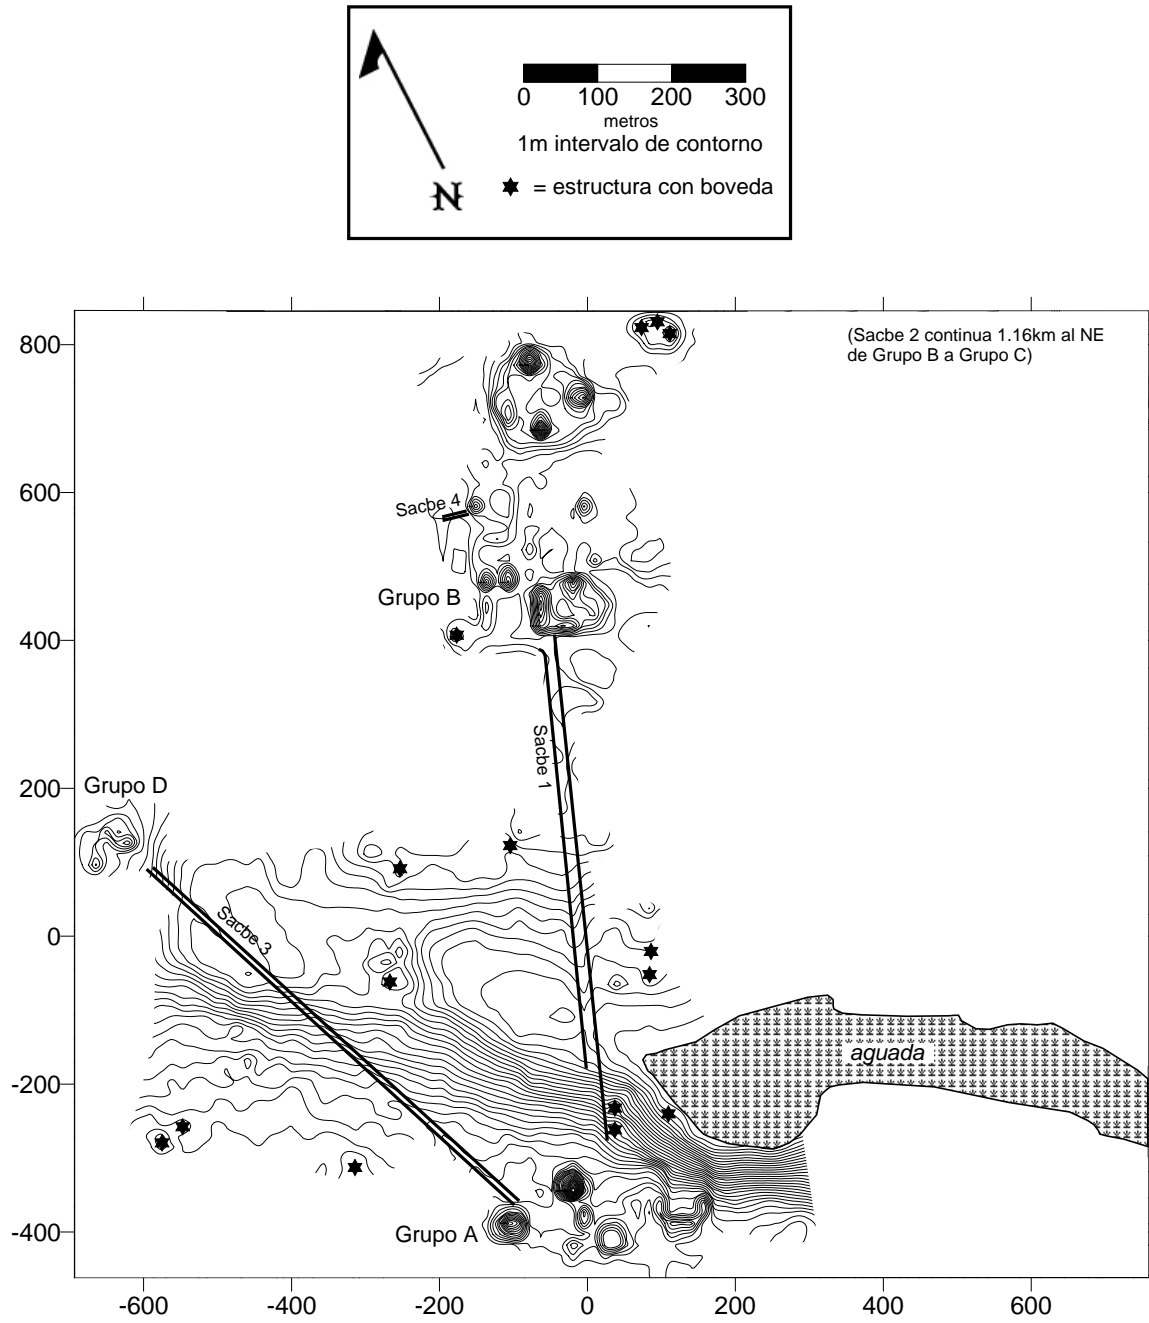 0 100 200 300
metros
1m intervalo de contorno
N
= estructura con boveda
(Sacbe 2 continua 1.16km al NE
de Grupo B a Grupo C)
800
600
Sacbe 4
Grupo B
400
Sacbe 1
200
Grupo D
Sacbe 3
0
aguada
-200
Grupo A
-400
-600 -400 -200 0 200 400 600